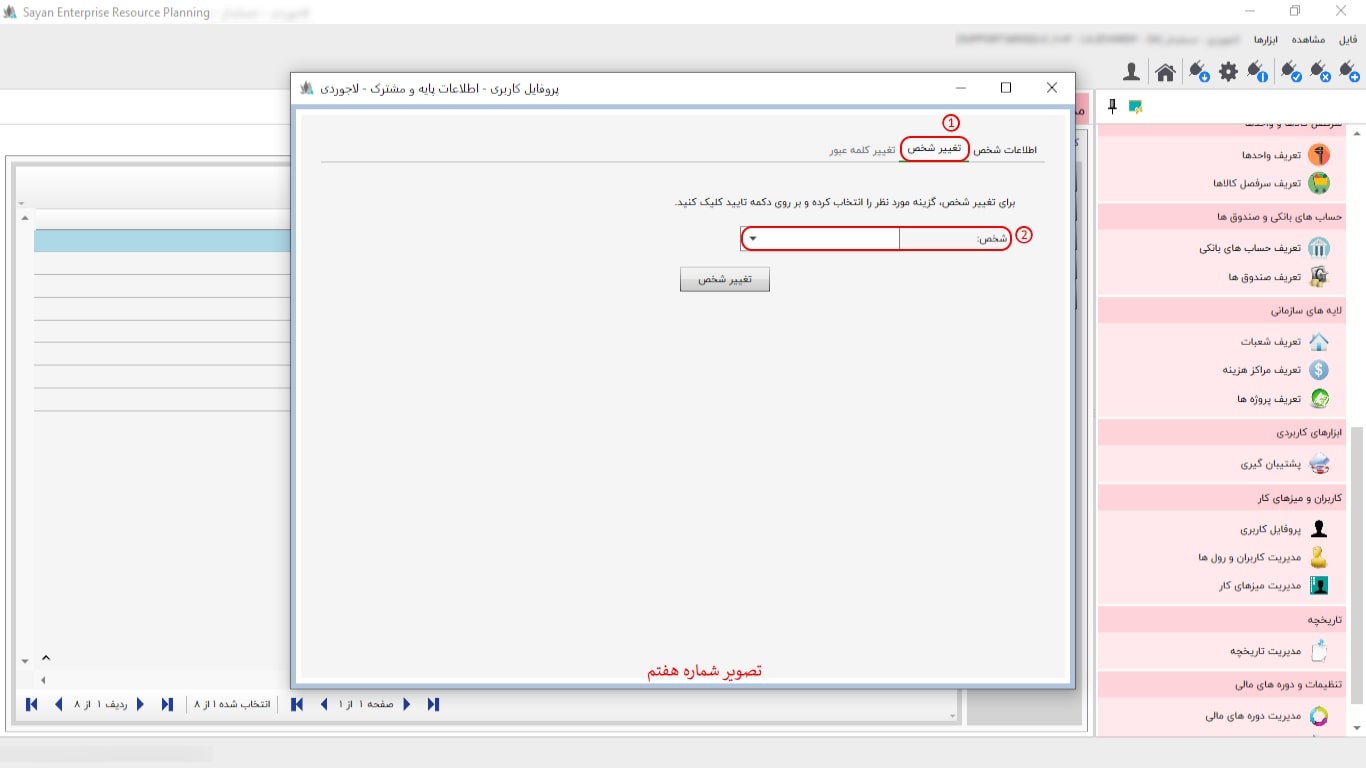 Sayan Enterprise Resource Planning
فایل مشاهده ابزارها
پروفایل کاربری - اطلاعات پایه و مشترک - لاجوردی
1
اطلاعات شخص تغییر شخص تغییر کلمه عبور
برای تغییر شخص، گزینه مورد نظر را انتخاب کرده و بر روی دکمه تایید کلیک کنید.
شخص: 2
تغییر شخص
تصویر شماره هفتم
سرفصل کالاها و واحدها
تعریف واحدها
تعریف سرفصل کالاها
حساب های بانکی و صندوق ها
تعریف حساب های بانکی
تعریف صندوق ها
لایه های سازمانی
تعریف شعبات
تعریف مراکز هزینه
تعریف پروژه ها
ابزارهای کاربردی
پشتیبان گیری
کاربران و میزهای کار
پروفایل کاربری
مدیریت کاربران و رول ها
مدیریت میزهای کار
تاریخچه
مدیریت تاریخچه
تنظیمات و دوره های مالی
مدیریت دوره های مالی
ردیف ۱ از ۸ انتخاب شده ۱ از ۸ صفحه ۱ از ۱